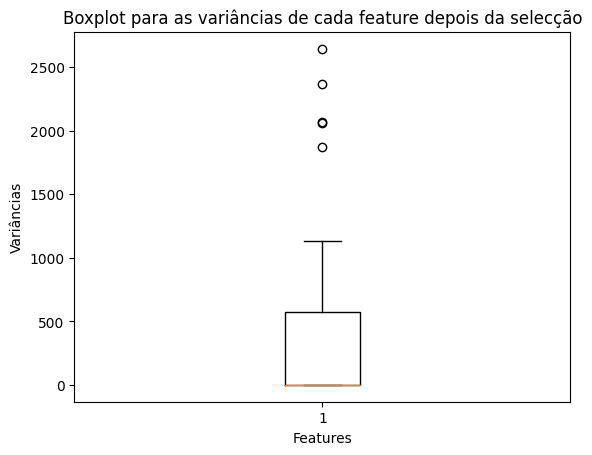 Boxplot para as variâncias de cada feature depois da selecção
2500
2000
1500
1000
500
0
Variâncias
1
Features